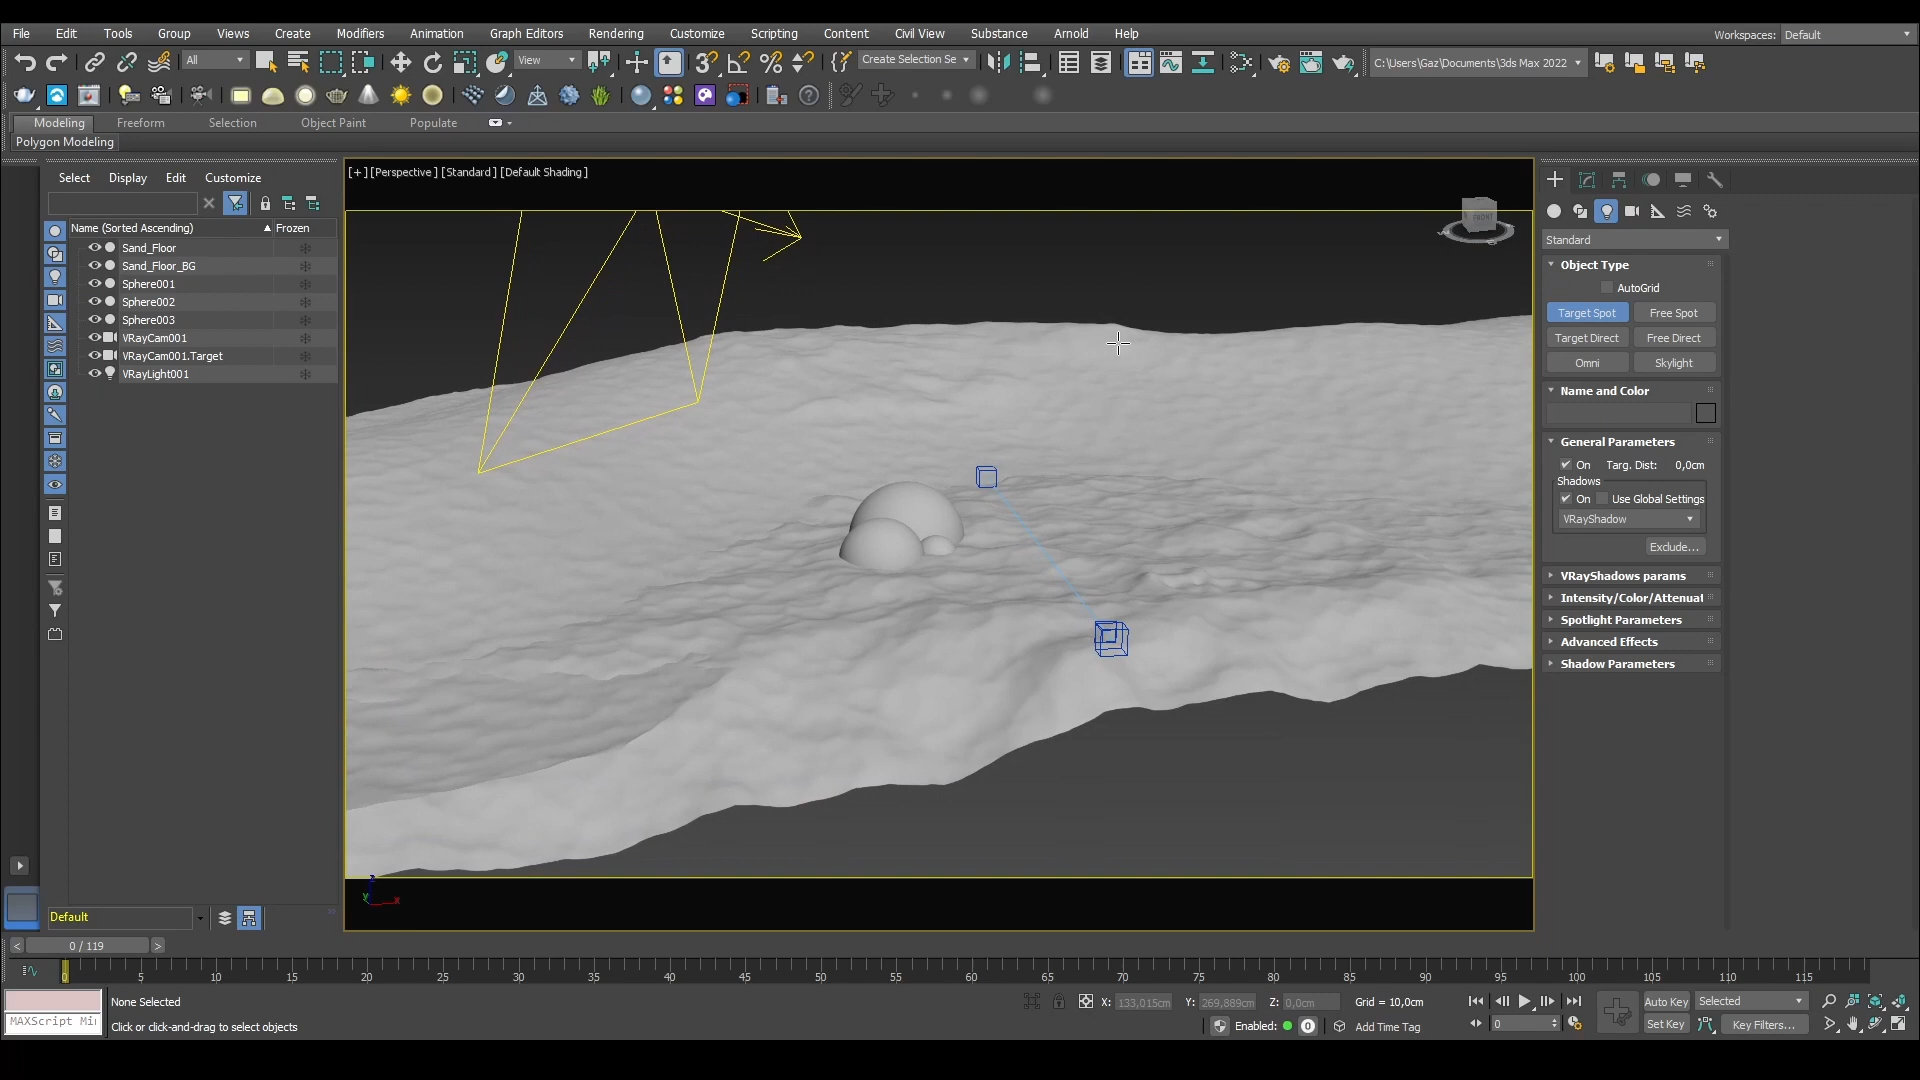 File Edit Tools Group Views Create Modifiers Animation Graph Editors Rendering Customize Scripting Content Civil View Substance Arnold Help Workspaces: Default
All View Create Selection Se C:\Users\Gaz\Documents\3ds Max 2022
Modeling Freeform Selection Object Paint Populate
Polygon Modeling
Select Display Edit Customize
Name (Sorted Ascending) Frozen
Sand_Floor
Sand_Floor_BG
Sphere001
Sphere002
Sphere003
VRayCam001
VRayCam001.Target
VRayLight001
Default
[+] [Perspective ] [Standard ] [Default Shading ]
FRONT
z
y
x
Standard
Object Type
AutoGrid
Target Spot Free Spot
Target Direct Free Direct
Omni Skylight
Name and Color
General Parameters
On Targ. Dist: 0,0cm
Shadows
On Use Global Settings
VRayShadow
Exclude...
VRayShadows params
Intensity/Color/Attenuat
Spotlight Parameters
Advanced Effects
Shadow Parameters
< 0 / 119 >
0 5 10 15 20 25 30 35 40 45 50 55 60 65 70 75 80 85 90 95 100 105 110 115
None Selected X: 133,015cm Y: 269,889cm Z: 0,0cm Grid = 10,0cm Auto Key Selected
MAXScript Mi
Click or click-and-drag to select objects Enabled: 0 Add Time Tag 0 Set Key Key Filters...